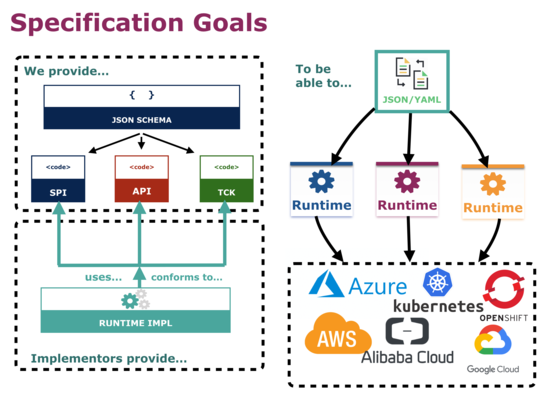 Specification Goals
We provide...
{ }
JSON SCHEMA
<code>
SPI
<code>
API
<code>
TCK
uses...
conforms to...
RUNTIME IMPL
Implementors provide...
To be
able to...
JSON/YAML
Runtime
Runtime
Runtime
Azure
kubernetes
OPENSHIFT
AWS
Alibaba Cloud
Google Cloud